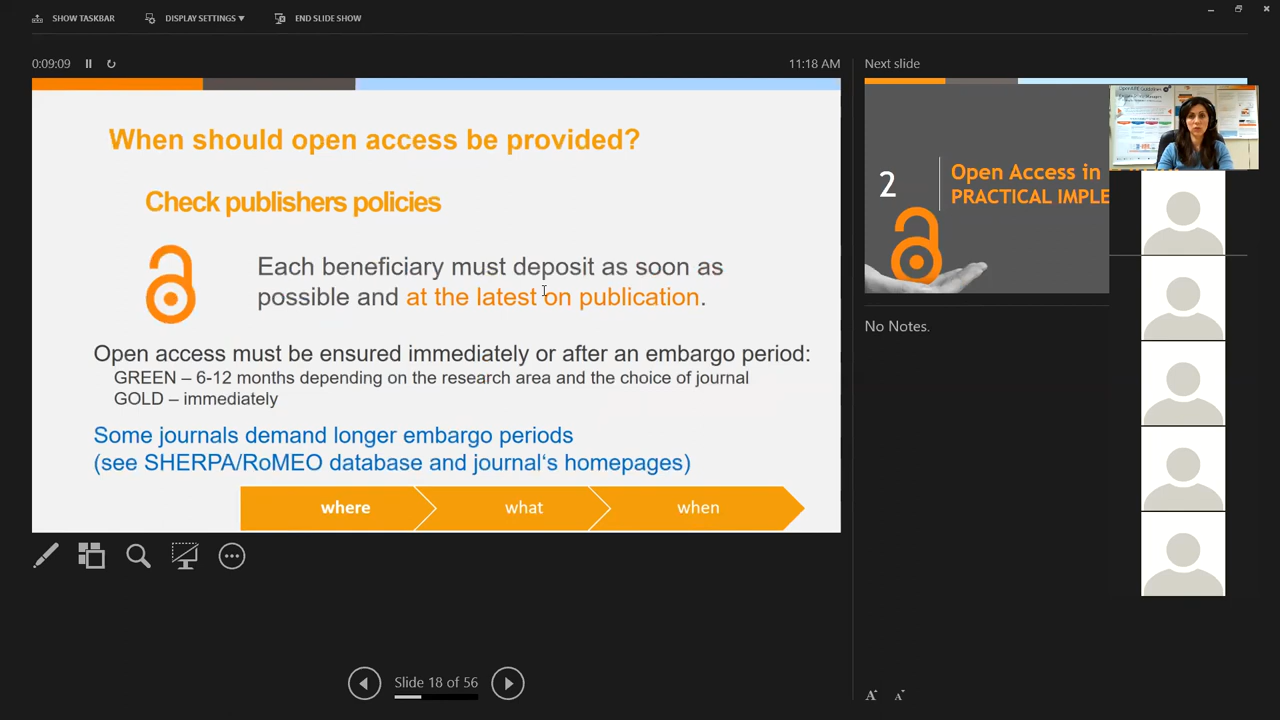 SHOW TASKBAR
DISPLAY SETTINGS ▼
END SLIDE SHOW
0:09:09
11:18 AM
When should open access be provided?
Check publishers policies
Each beneficiary must deposit as soon as
possible and at the latest on publication.
Open access must be ensured immediately or after an embargo period:
GREEN – 6-12 months depending on the research area and the choice of journal
GOLD – immediately
Some journals demand longer embargo periods
(see SHERPA/RoMEO database and journal‘s homepages)
where
what
when
Slide 18 of 56
Next slide
2
Open Access in
PRACTICAL IMPLE
No Notes.
A
A